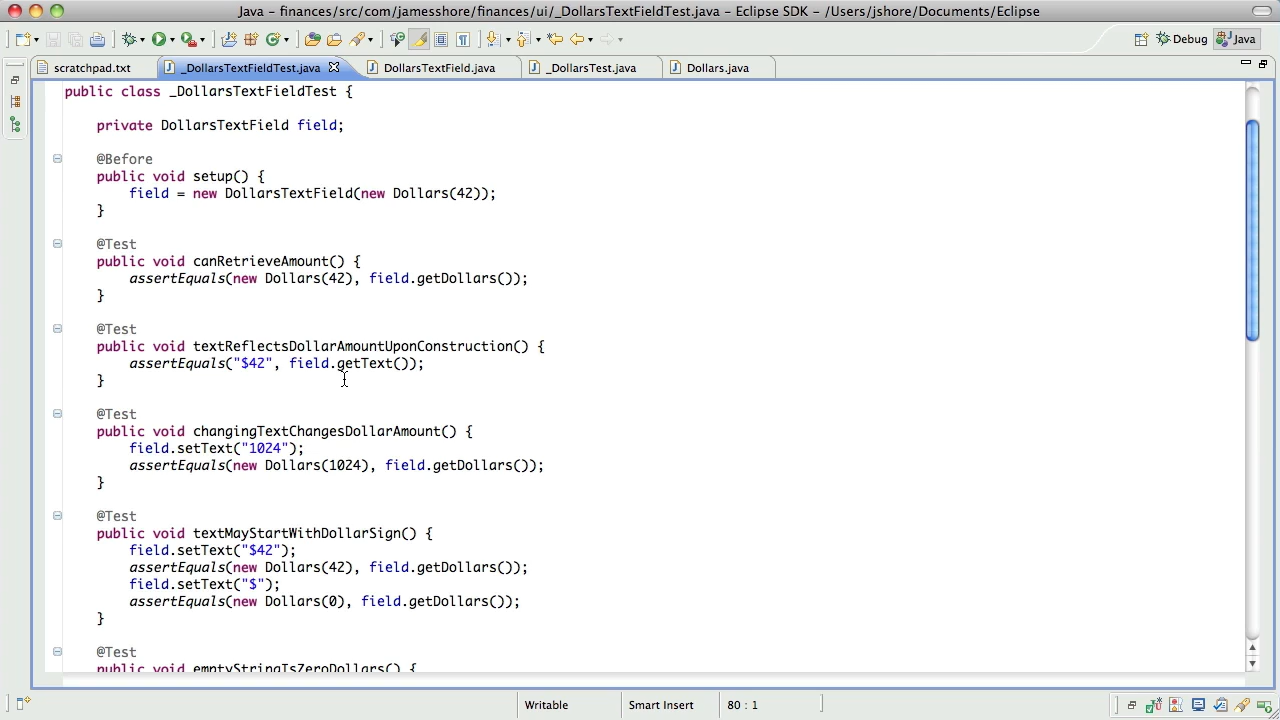 Java – finances/src/com/jamesshore/finances/ui/_DollarsTextFieldTest.java – Eclipse SDK – /Users/jshore/Documents/Eclipse
Debug Java
scratchpad.txt _DollarsTextFieldTest.java DollarsTextField.java _DollarsTest.java Dollars.java
public class _DollarsTextFieldTest {
private DollarsTextField field;
@Before
public void setup() {
field = new DollarsTextField(new Dollars(42));
}
@Test
public void canRetrieveAmount() {
assertEquals(new Dollars(42), field.getDollars());
}
@Test
public void textReflectsDollarAmountUponConstruction() {
assertEquals("$42", field.getText());
}
@Test
public void changingTextChangesDollarAmount() {
field.setText("1024");
assertEquals(new Dollars(1024), field.getDollars());
}
@Test
public void textMayStartWithDollarSign() {
field.setText("$42");
assertEquals(new Dollars(42), field.getDollars());
field.setText("$");
assertEquals(new Dollars(0), field.getDollars());
}
@Test
public void emptyStringIsZeroDollars() {
Writable Smart Insert 80 : 1